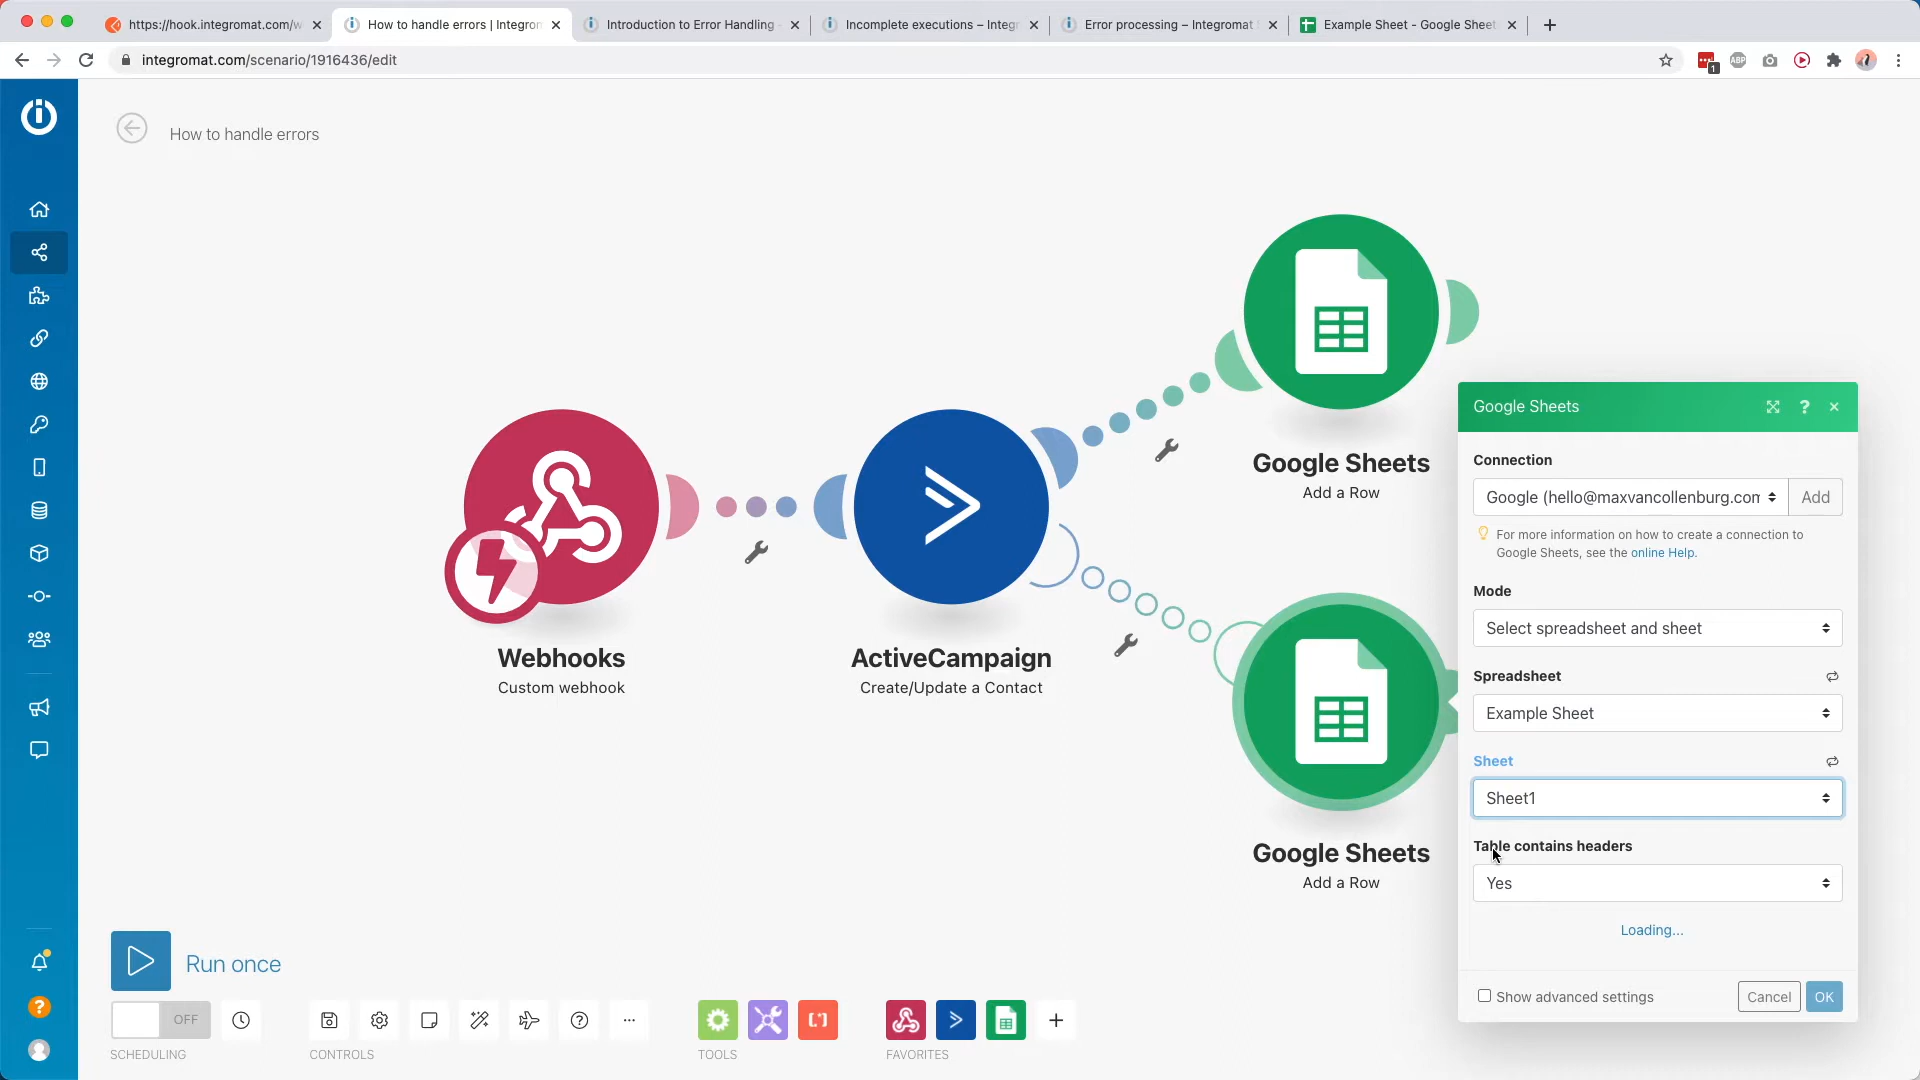 https://hook.integromat.com/w
How to handle errors | Integrom
Introduction to Error Handling
Incomplete executions – Integr
Error processing – Integromat
Example Sheet - Google Sheet
integromat.com/scenario/1916436/edit
1
ABP
How to handle errors
Google Sheets
Add a Row
Webhooks
Custom webhook
ActiveCampaign
Create/Update a Contact
Google Sheets
Add a Row
Google Sheets
Connection
Google (hello@maxvancollenburg.com
Add
For more information on how to create a connection to
Google Sheets, see the online Help.
Mode
Select spreadsheet and sheet
Spreadsheet
Example Sheet
Sheet
Sheet1
Table contains headers
Yes
Loading...
Show advanced settings
Cancel
OK
Run once
OFF
SCHEDULING
CONTROLS
TOOLS
FAVORITES